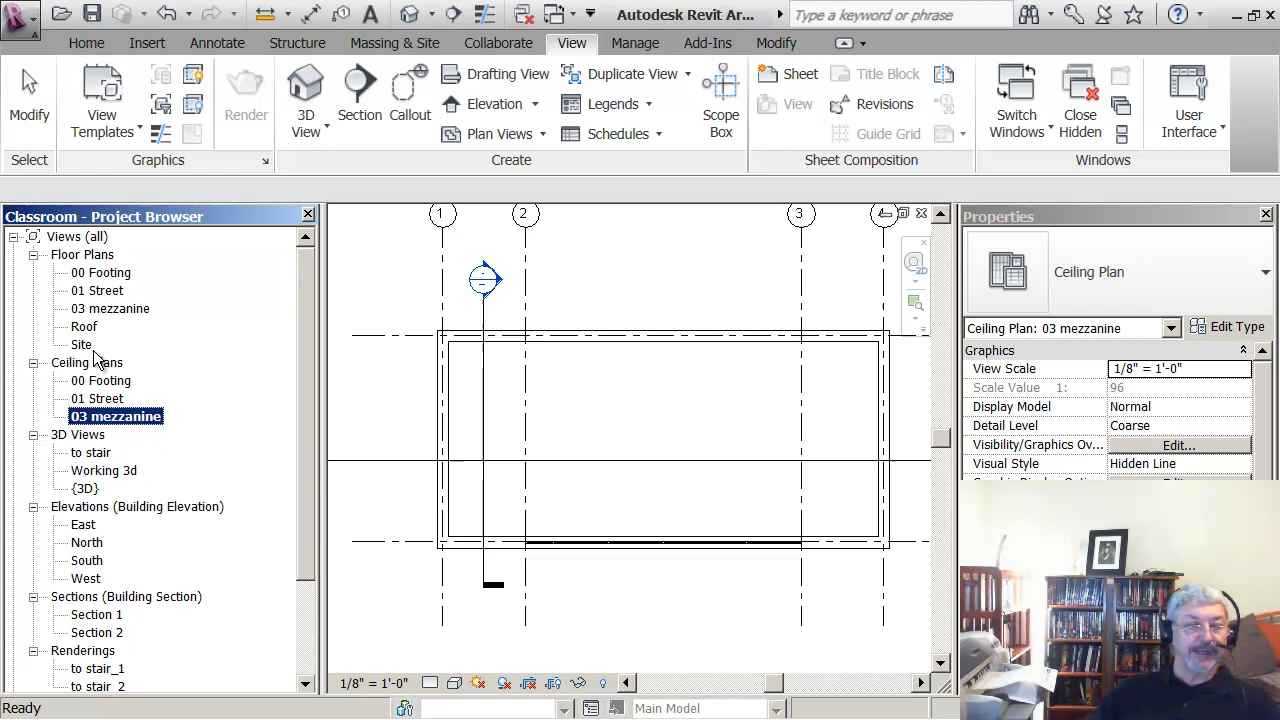 Autodesk Revit Ar...
Type a keyword or phrase
Home Insert Annotate Structure Massing & Site Collaborate View Manage Add-Ins Modify
Modify
View
Templates
Render
3D
View
Section
Callout
Drafting View
Elevation
Plan Views
Duplicate View
Legends
Schedules
Scope
Box
Sheet
View
Title Block
Revisions
Guide Grid
Switch
Windows
Close
Hidden
User
Interface
Select Graphics Create Sheet Composition Windows
Classroom - Project Browser
Views (all)
Floor Plans
00 Footing
01 Street
03 mezzanine
Roof
Site
Ceiling Plans
00 Footing
01 Street
03 mezzanine
3D Views
to stair
Working 3d
{3D}
Elevations (Building Elevation)
East
North
South
West
Sections (Building Section)
Section 1
Section 2
Renderings
to stair_1
to stair_2
1 2 3
2D
1/8" = 1'-0"
Properties
Ceiling Plan
Ceiling Plan: 03 mezzanine Edit Type
Graphics
View Scale 1/8" = 1'-0"
Scale Value 1: 96
Display Model Normal
Detail Level Coarse
Visibility/Graphics Ov... Edit...
Visual Style Hidden Line
Ready
Main Model